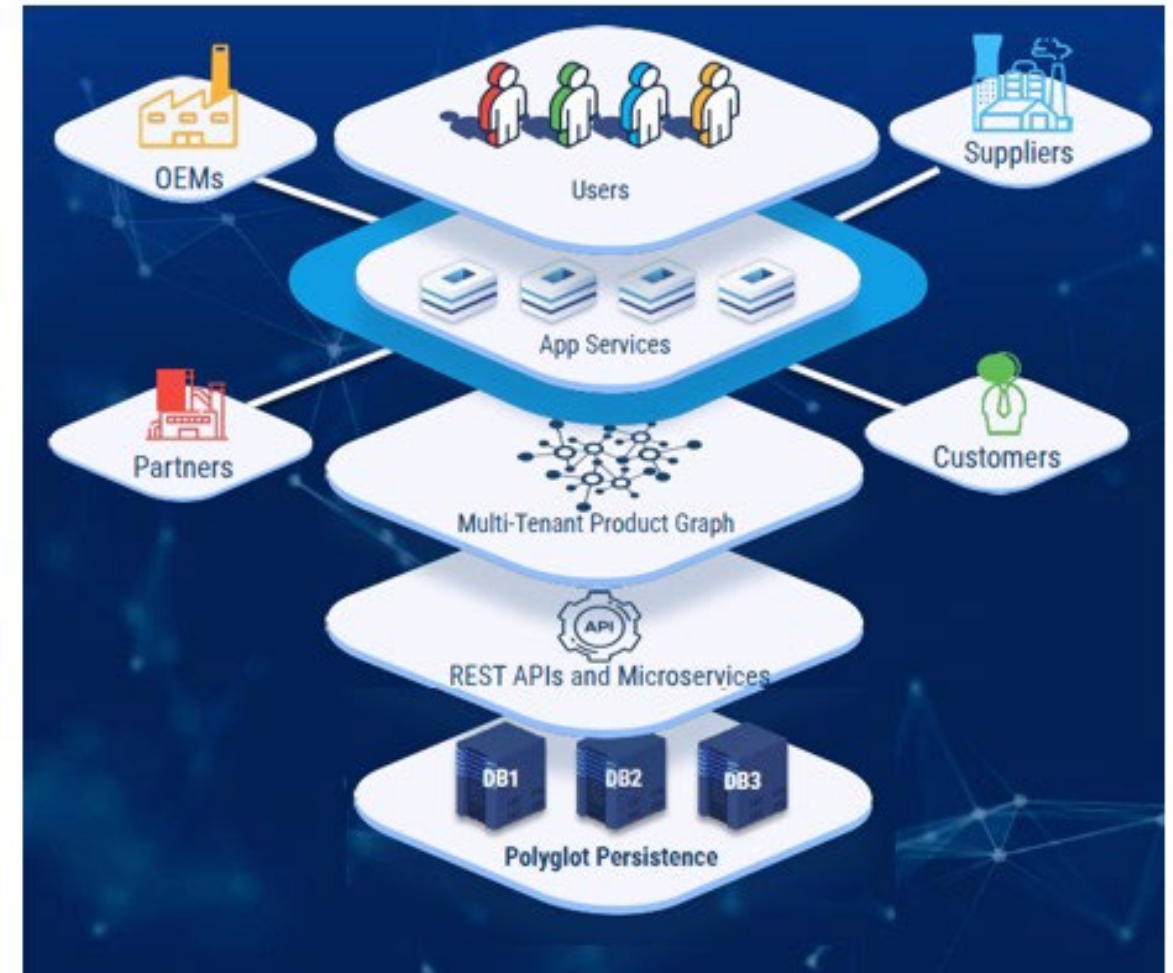 OEMs
Users
Suppliers
App Services
Partners
Customers
Multi-Tenant Product Graph
API
REST APIs and Microservices
DB1
DB2
DB3
Polyglot Persistence